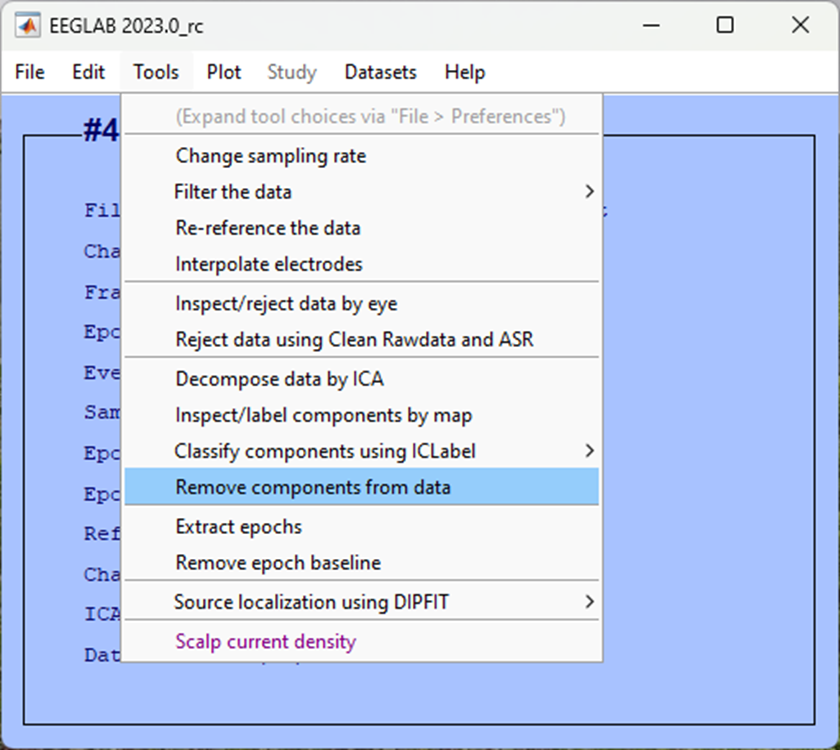 EEGLAB 2023.0_rc
File Edit Tools Plot Study Datasets Help
(Expand tool choices via "File > Preferences")
#4
Change sampling rate
Filter the data
Re-reference the data
Interpolate electrodes
Inspect/reject data by eye
Reject data using Clean Rawdata and ASR
Decompose data by ICA
Inspect/label components by map
Classify components using ICLabel
Remove components from data
Extract epochs
Remove epoch baseline
Source localization using DIPFIT
Scalp current density
Fil
Cha
Fra
Epo
Eve
Sam
Epo
Epo
Ref
Cha
ICA
Dat